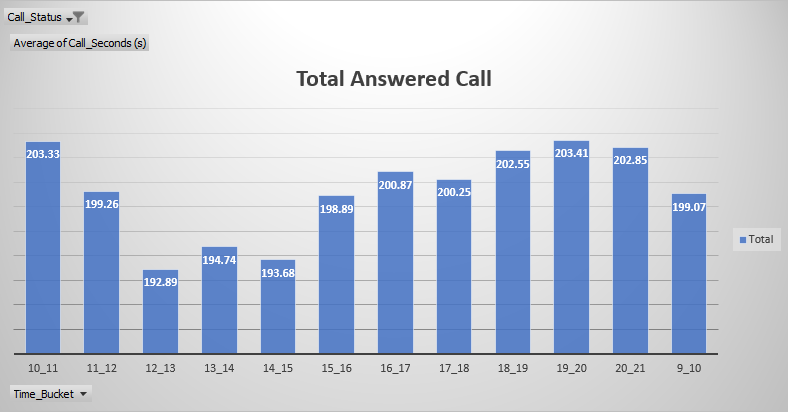 Call_Status
Average of Call_Seconds (s)
Total Answered Call
203.33
199.26
192.89
194.74
193.68
198.89
200.87
200.25
202.55
203.41
202.85
199.07
Total
10_11 11_12 12_13 13_14 14_15 15_16 16_17 17_18 18_19 19_20 20_21 9_10
Time_Bucket